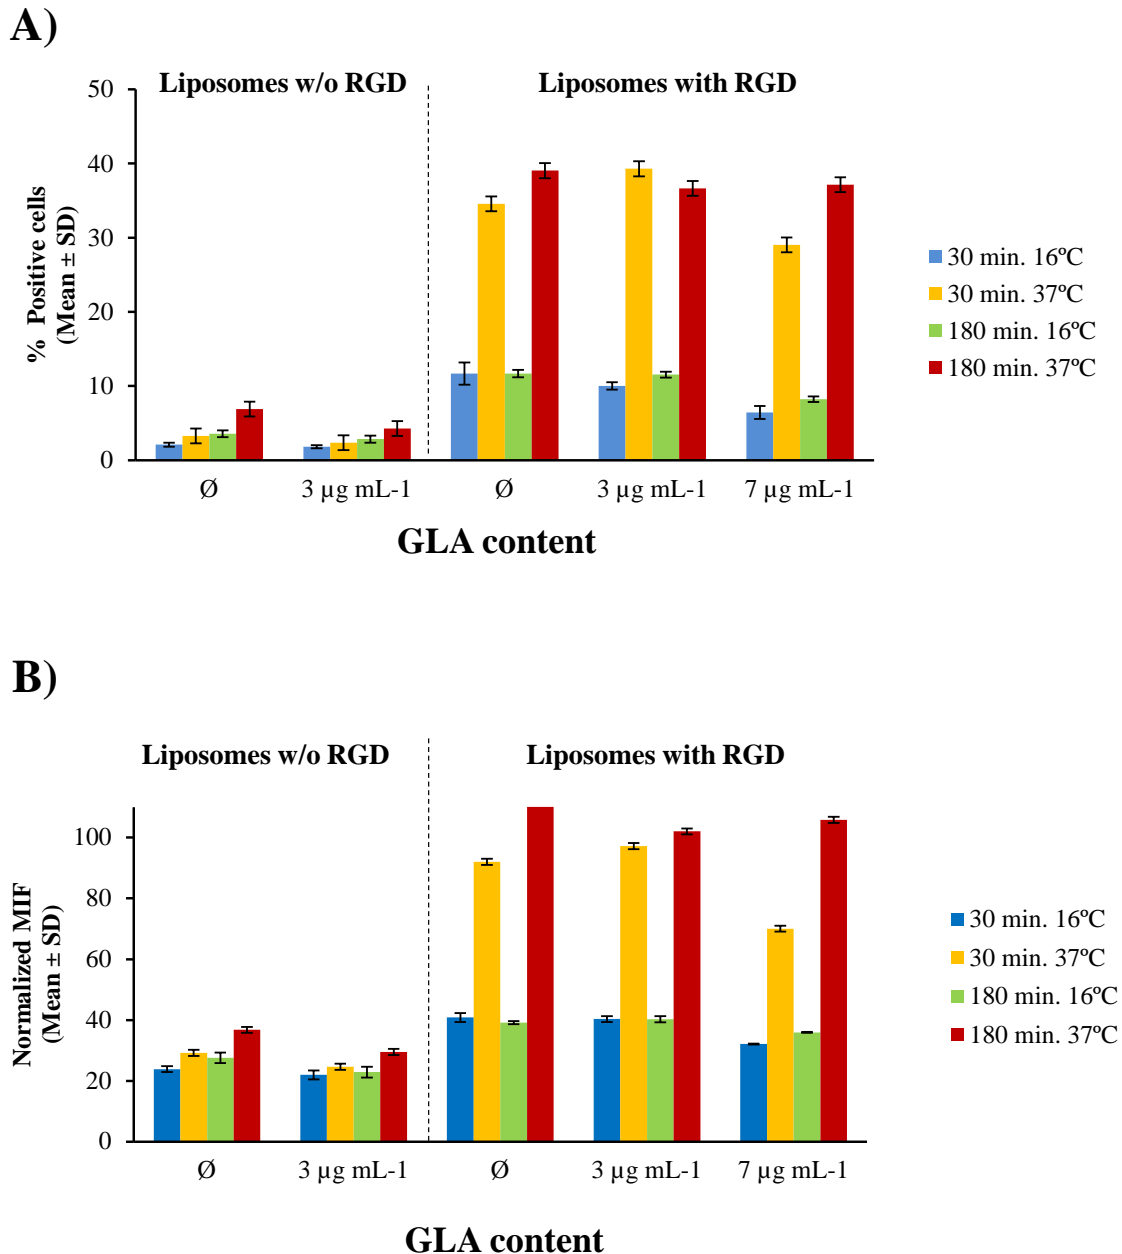 A)
Liposomes w/o RGD
Liposomes with RGD
50
40
30
20
10
0
% Positive cells
(Mean ± SD)
Ø
3 µg mL-1
Ø
3 µg mL-1
7 µg mL-1
GLA content
30 min. 16ºC
30 min. 37ºC
180 min. 16ºC
180 min. 37ºC
B)
Liposomes w/o RGD
Liposomes with RGD
100
80
60
40
20
0
Normalized MIF
(Mean ± SD)
Ø
3 µg mL-1
Ø
3 µg mL-1
7 µg mL-1
GLA content
30 min. 16ºC
30 min. 37ºC
180 min. 16ºC
180 min. 37ºC